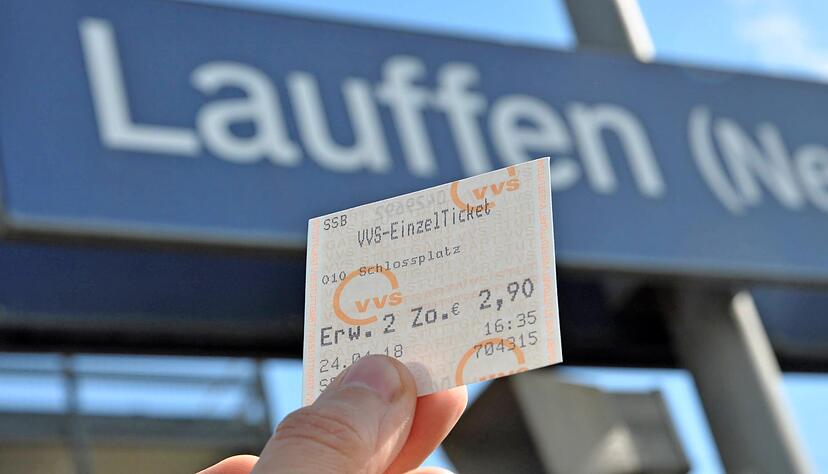 Lauffen (Ne
SSB
VVS-EinzelTicket
010 Schlossplatz
vvs
vvs
Erw. 2 Zo.€ 2,90
24.04.18 16:35
704315